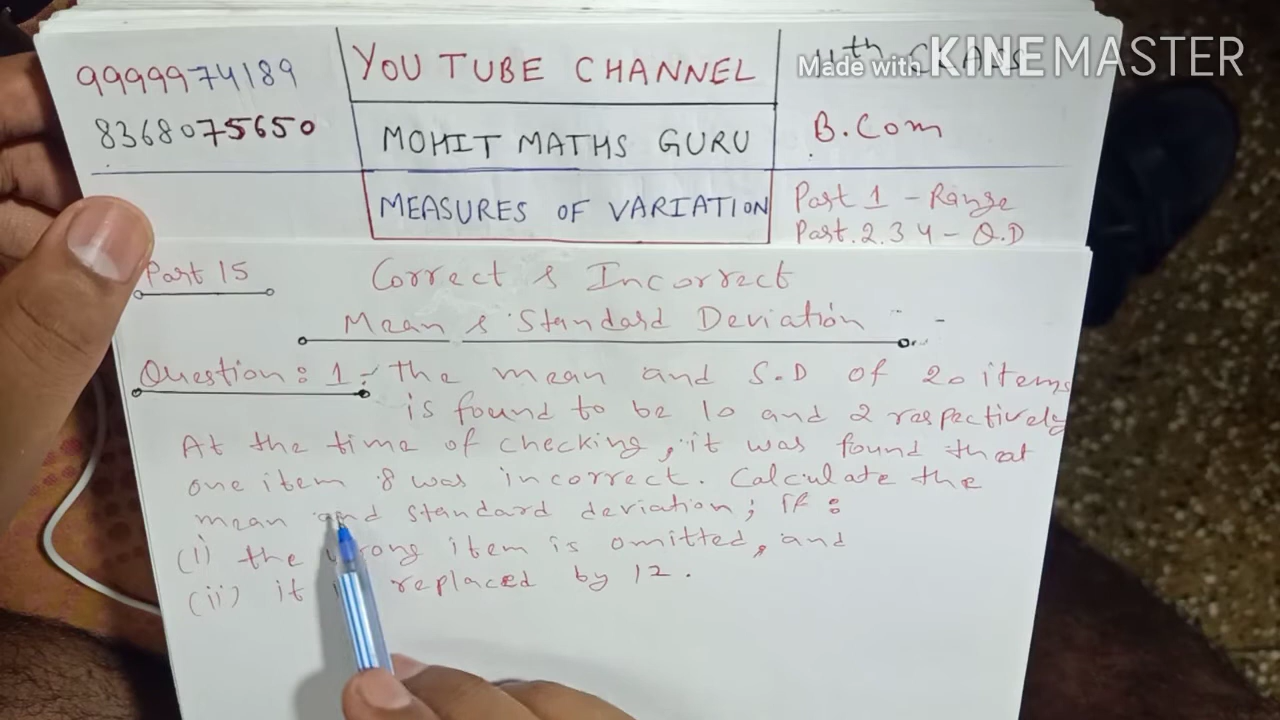 9999974189
8368075650
YOU TUBE CHANNEL
MOHIT MATHS GURU
MEASURES OF VARIATION
11th CLASS
Made with KINEMASTER
B.Com
Part 1 - Range
Part.2.3 4 - Q.D
Part 15
Correct & Incorrect
Mean & Standard Deviation
Question: 1:- the mean and S.D of 20 items
is found to be 10 and 2 respectively
At the time of checking, it was found that
one item 8 was incorrect. Calculate the
mean and standard deviation; if :
(i) the wrong item is omitted, and
(ii) it replaced by 12.